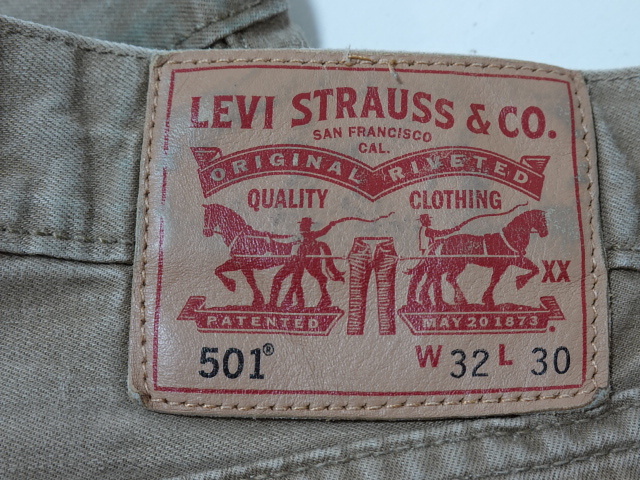 LEVI STRAUSS & CO.
SAN FRANCISCO
CAL.
ORIGINAL RIVETED
QUALITY CLOTHING
XX
PATENTED MAY 20 1873
501® W 32 L 30